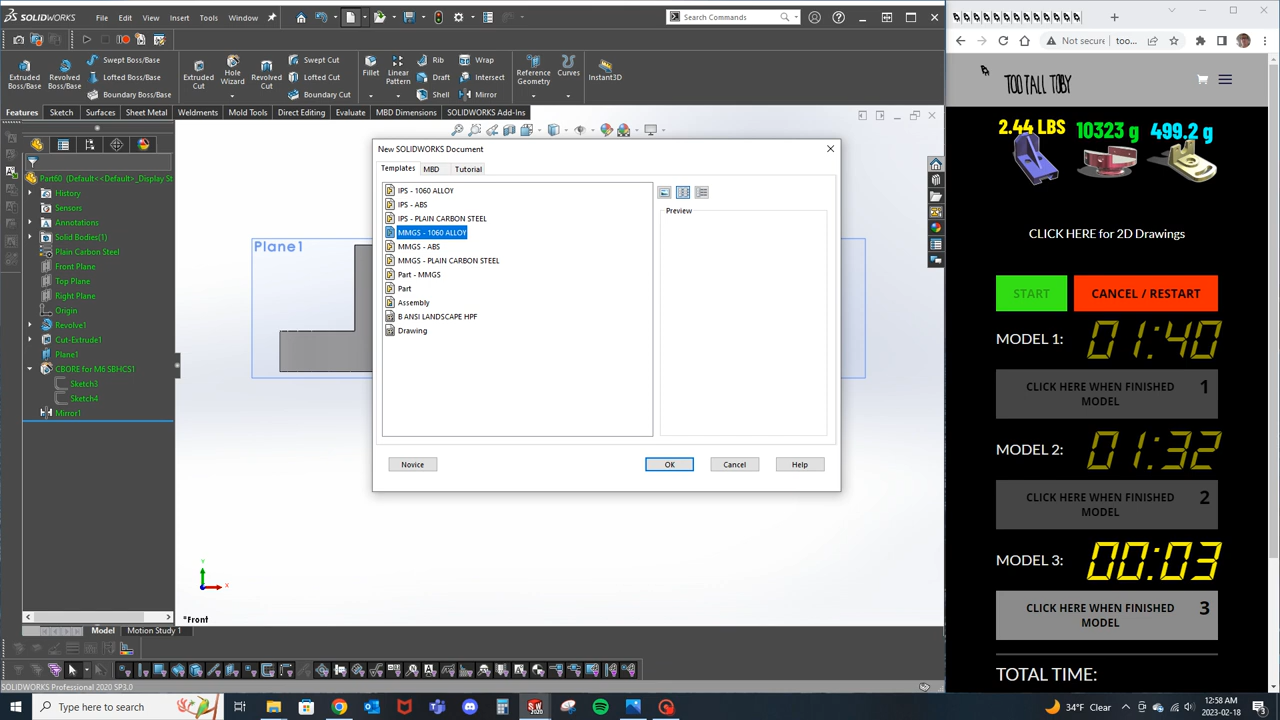 SOLIDWORKS File Edit View Insert Tools Window
Search Commands
Extruded Boss/Base
Revolved Boss/Base
Swept Boss/Base
Lofted Boss/Base
Boundary Boss/Base
Extruded Cut
Hole Wizard
Revolved Cut
Swept Cut
Lofted Cut
Boundary Cut
Fillet
Linear Pattern
Rib
Draft
Shell
Wrap
Intersect
Mirror
Reference Geometry
Curves
Instant3D
Features Sketch Surfaces Sheet Metal Weldments Mold Tools Direct Editing Evaluate MBD Dimensions SOLIDWORKS Add-Ins
Part60 (Default<<Default>_Display St
History
Sensors
Annotations
Solid Bodies(1)
Plain Carbon Steel
Front Plane
Top Plane
Right Plane
Origin
Revolve1
Cut-Extrude1
Plane1
CBORE for M6 SBHCS1
Sketch3
Sketch4
Mirror1
Plane1
New SOLIDWORKS Document
Templates MBD Tutorial
IPS - 1060 ALLOY
IPS - ABS
IPS - PLAIN CARBON STEEL
MMGS - 1060 ALLOY
MMGS - ABS
MMGS - PLAIN CARBON STEEL
Part - MMGS
Part
Assembly
B ANSI LANDSCAPE HPF
Drawing
Preview
Novice OK Cancel Help
Y
X
*Front
Model Motion Study 1
SOLIDWORKS Professional 2020 SP3.0
Type here to search
34°F Clear
12:58 AM
2023-02-18
Not secure too...
TOO TALL TOBY
2.44 LBS 10323 g 499.2 g
CLICK HERE for 2D Drawings
START CANCEL / RESTART
MODEL 1: 01:40
CLICK HERE WHEN FINISHED MODEL 1
MODEL 2: 01:32
CLICK HERE WHEN FINISHED MODEL 2
MODEL 3: 00:03
CLICK HERE WHEN FINISHED MODEL 3
TOTAL TIME: